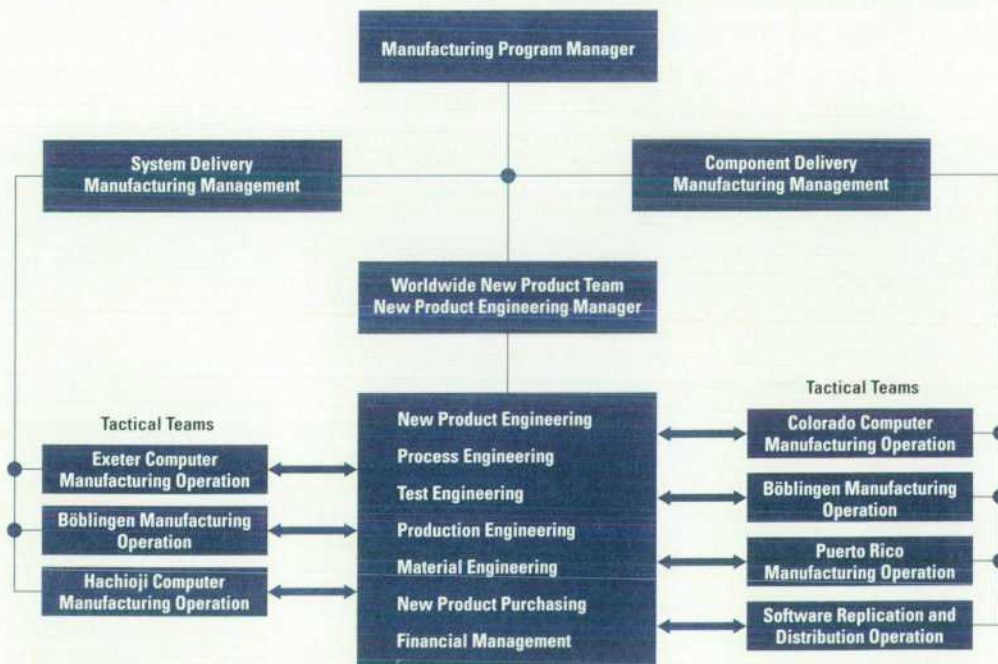 Manufacturing Program Manager
System Delivery
Manufacturing Management
Component Delivery
Manufacturing Management
Worldwide New Product Team
New Product Engineering Manager
Tactical Teams
Exeter Computer
Manufacturing Operation
Böblingen Manufacturing
Operation
Hachioji Computer
Manufacturing Operation
New Product Engineering
Process Engineering
Test Engineering
Production Engineering
Material Engineering
New Product Purchasing
Financial Management
Tactical Teams
Colorado Computer
Manufacturing Operation
Böblingen Manufacturing
Operation
Puerto Rico
Manufacturing Operation
Software Replication and
Distribution Operation